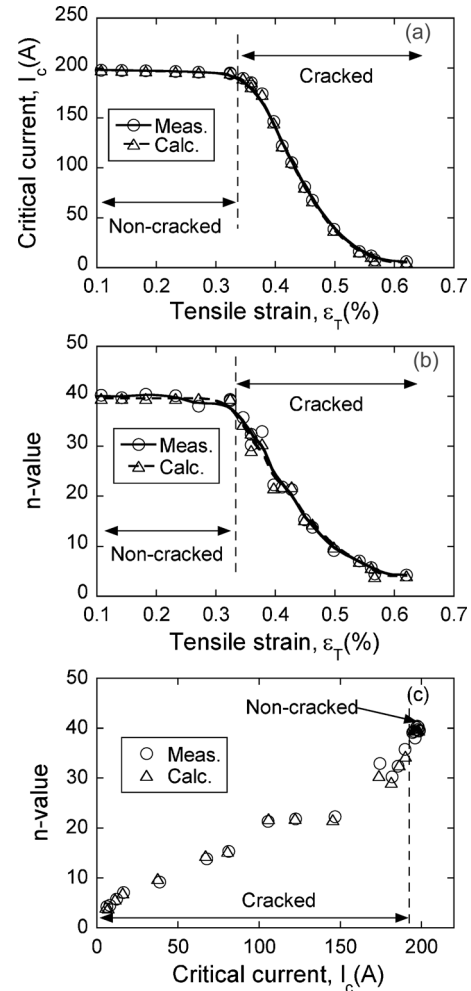 250
(a)
200
Cracked
150
Meas.
Calc.
100
50
Non-cracked
0
0.1 0.2 0.3 0.4 0.5 0.6 0.7
Critical current, I_c(A)
Tensile strain, ε_T(%)
50
(b)
40
Cracked
30
Meas.
Calc.
20
10
Non-cracked
0
0.1 0.2 0.3 0.4 0.5 0.6 0.7
n-value
Tensile strain, ε_T(%)
50
(c)
Non-cracked
40
Meas.
Calc.
30
20
10
Cracked
0
0 50 100 150 200
n-value
Critical current, I_c(A)